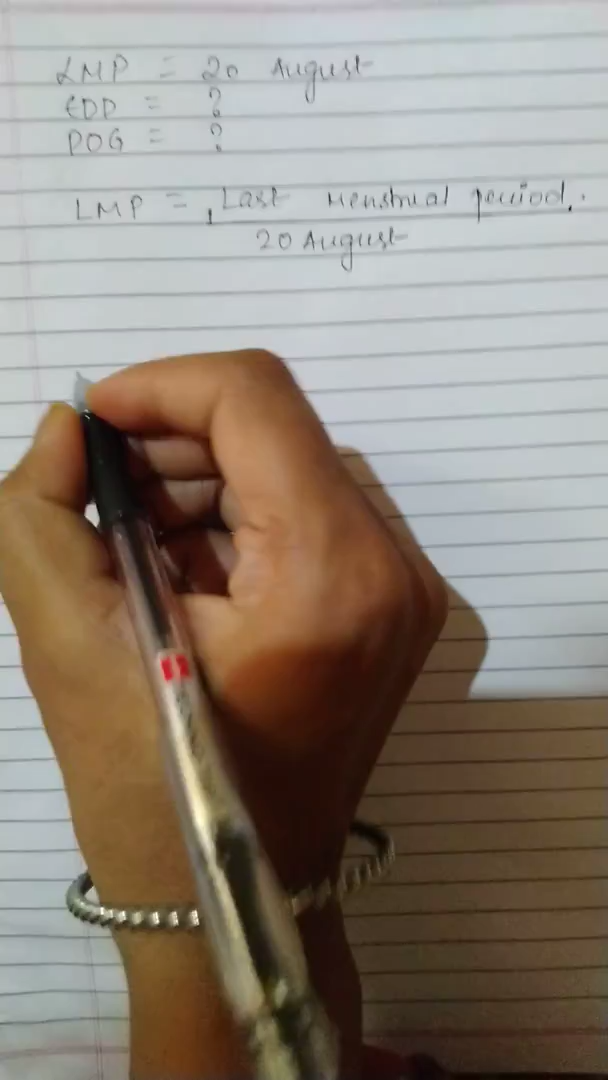 LMP = 20 August
EDD = ?
POG = ?
LMP = Last Menstrual period.
20 August